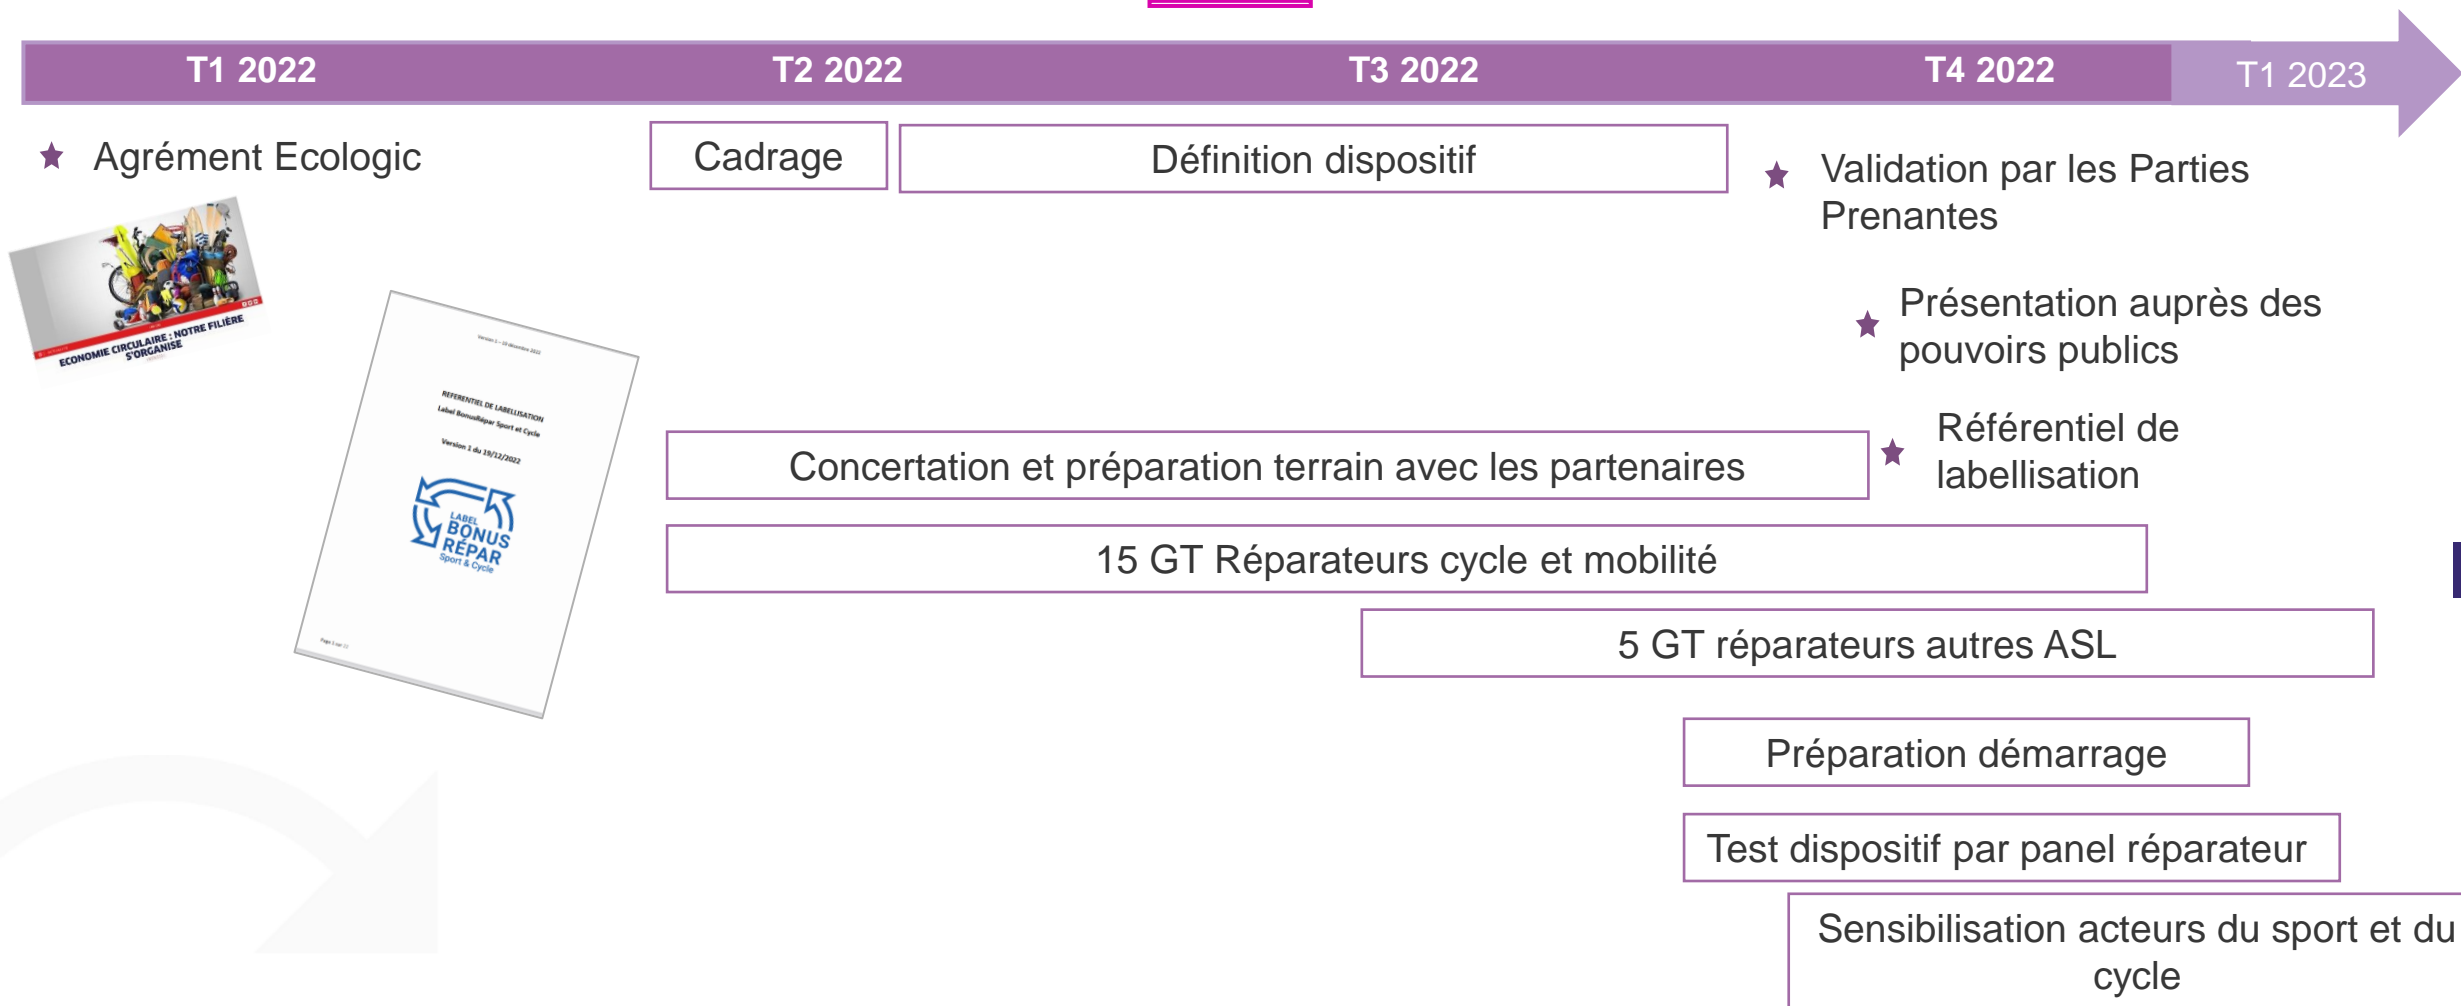 T1 2022
T2 2022
T3 2022
T4 2022
T1 2023
Agrément Ecologic
Cadrage
Définition dispositif
Validation par les Parties
Prenantes
Présentation auprès des
pouvoirs publics
ECONOMIE CIRCULAIRE : NOTRE FILIÈRE
S'ORGANISE
REFERENTIEL DE LABELLISATION
Label BonusRépar Sport et Cycle
Version 1 du 19/12/2022
LABEL
BONUS
RÉPAR
Sport & Cycle
Concertation et préparation terrain avec les partenaires
Référentiel de
labellisation
15 GT Réparateurs cycle et mobilité
5 GT réparateurs autres ASL
Préparation démarrage
Test dispositif par panel réparateur
Sensibilisation acteurs du sport et du
cycle